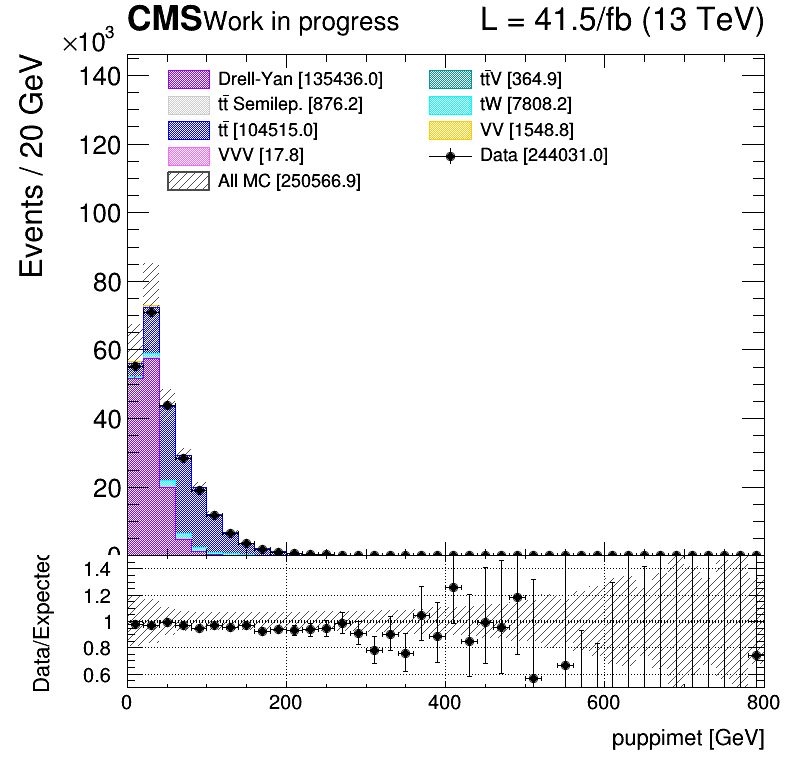 CMS Work in progress L = 41.5/fb (13 TeV)
×10³
Events / 20 GeV
140
120
100
80
60
40
20
0
Drell-Yan [135436.0]
tt̄ Semilep. [876.2]
tt̄ [104515.0]
VVV [17.8]
All MC [250566.9]
tt̄V [364.9]
tW [7808.2]
VV [1548.8]
Data [244031.0]
Data/Expected
1.4
1.2
1
0.8
0.6
0 200 400 600 800
puppimet [GeV]